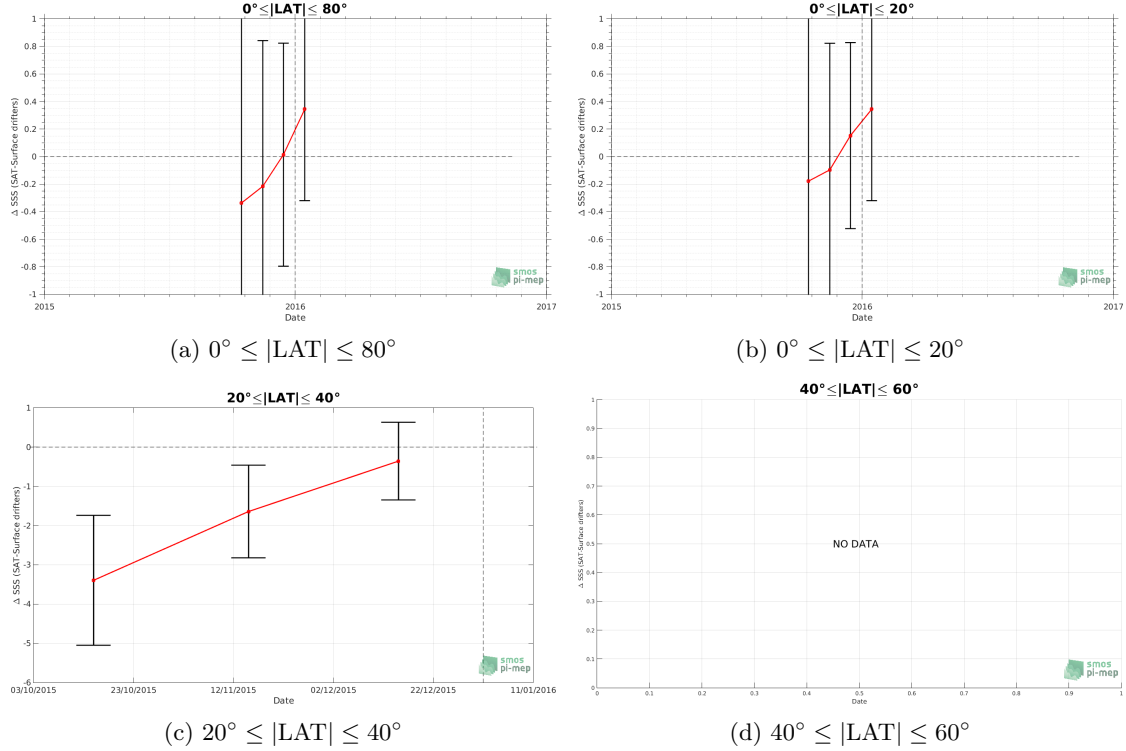 0°≤|LAT|≤ 80°
1
0.8
0.6
0.4
0.2
0
-0.2
-0.4
-0.6
-0.8
-1
Δ SSS (SAT-Surface drifters)
2015
2016
2017
Date
smos
pi-mep
(a) 0° ≤ |LAT| ≤ 80°
0°≤|LAT|≤ 20°
1
0.8
0.6
0.4
0.2
0
-0.2
-0.4
-0.6
-0.8
-1
Δ SSS (SAT-Surface drifters)
2015
2016
2017
Date
smos
pi-mep
(b) 0° ≤ |LAT| ≤ 20°
20°≤|LAT|≤ 40°
1
0
-1
-2
-3
-4
-5
-6
Δ SSS (SAT-Surface drifters)
03/10/2015
23/10/2015
12/11/2015
02/12/2015
22/12/2015
11/01/2016
Date
smos
pi-mep
(c) 20° ≤ |LAT| ≤ 40°
40°≤|LAT|≤ 60°
1
0.9
0.8
0.7
0.6
0.5
0.4
0.3
0.2
0.1
0
Δ SSS (SAT-Surface drifters)
NO DATA
0
0.1
0.2
0.3
0.4
0.5
0.6
0.7
0.8
0.9
1
Date
smos
pi-mep
(d) 40° ≤ |LAT| ≤ 60°